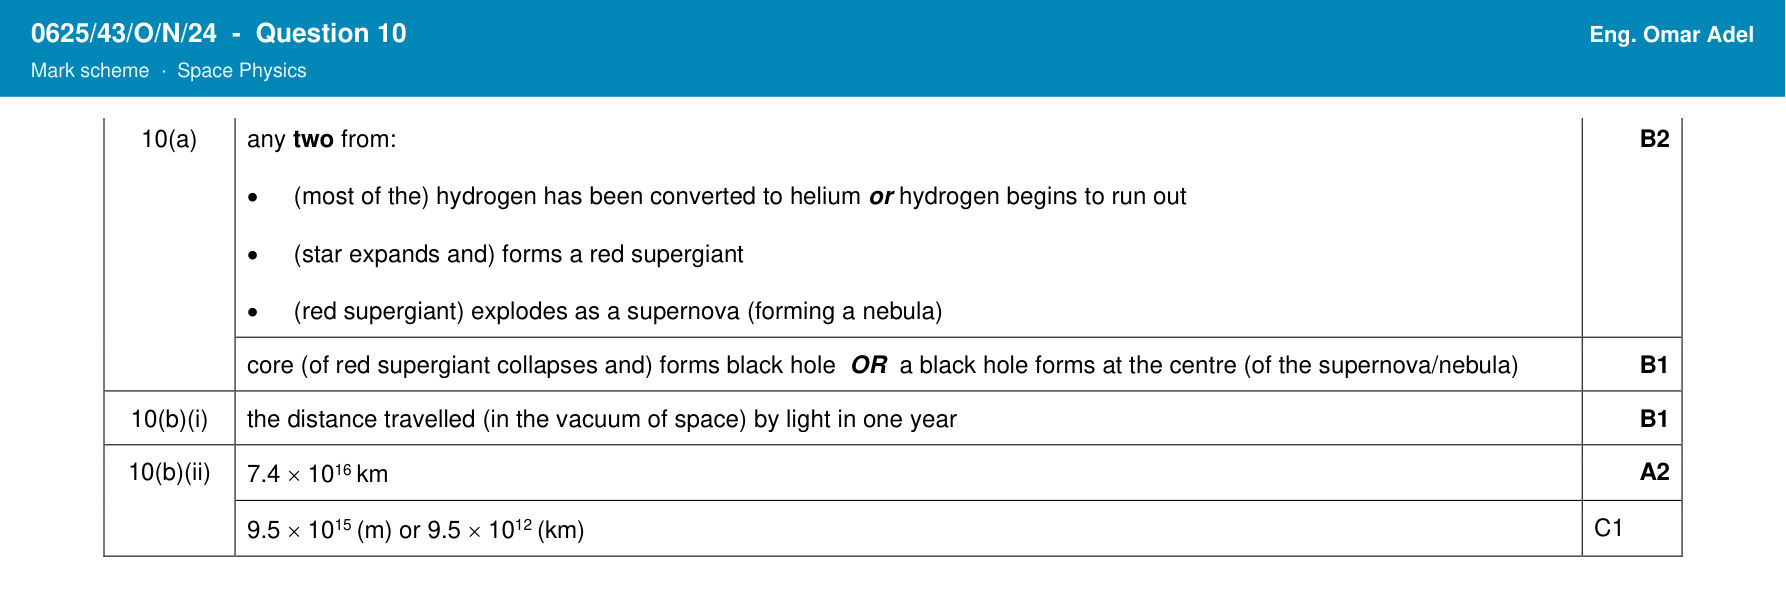 0625/43/O/N/24 - Question 10
Eng. Omar Adel
Mark scheme · Space Physics
10(a) any two from: B2
• (most of the) hydrogen has been converted to helium or hydrogen begins to run out
• (star expands and) forms a red supergiant
• (red supergiant) explodes as a supernova (forming a nebula)
core (of red supergiant collapses and) forms black hole OR a black hole forms at the centre (of the supernova/nebula) B1
10(b)(i) the distance travelled (in the vacuum of space) by light in one year B1
10(b)(ii) 7.4 × 10¹⁶ km A2
9.5 × 10¹⁵ (m) or 9.5 × 10¹² (km) C1